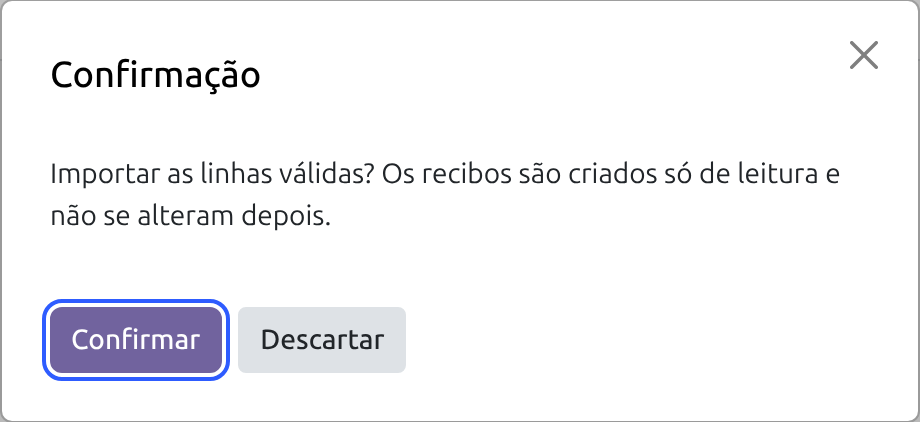 Confirmação
Importar as linhas válidas? Os recibos são criados só de leitura e
não se alteram depois.
Confirmar
Descartar